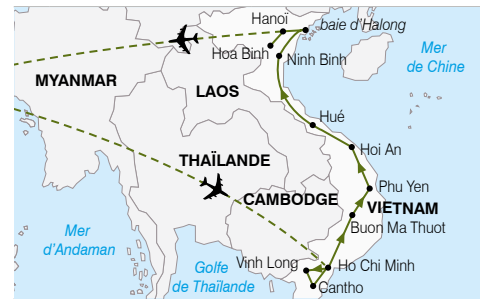 Hanoï
baie d'Halong
Hoa Binh
Ninh Binh
Mer
de Chine
MYANMAR
LAOS
Hué
Hoi An
THAÏLANDE
Phu Yen
CAMBODGE
VIETNAM
Buon Ma Thuot
Mer
d'Andaman
Golfe
de Thaïlande
Vinh Long
Ho Chi Minh
Cantho